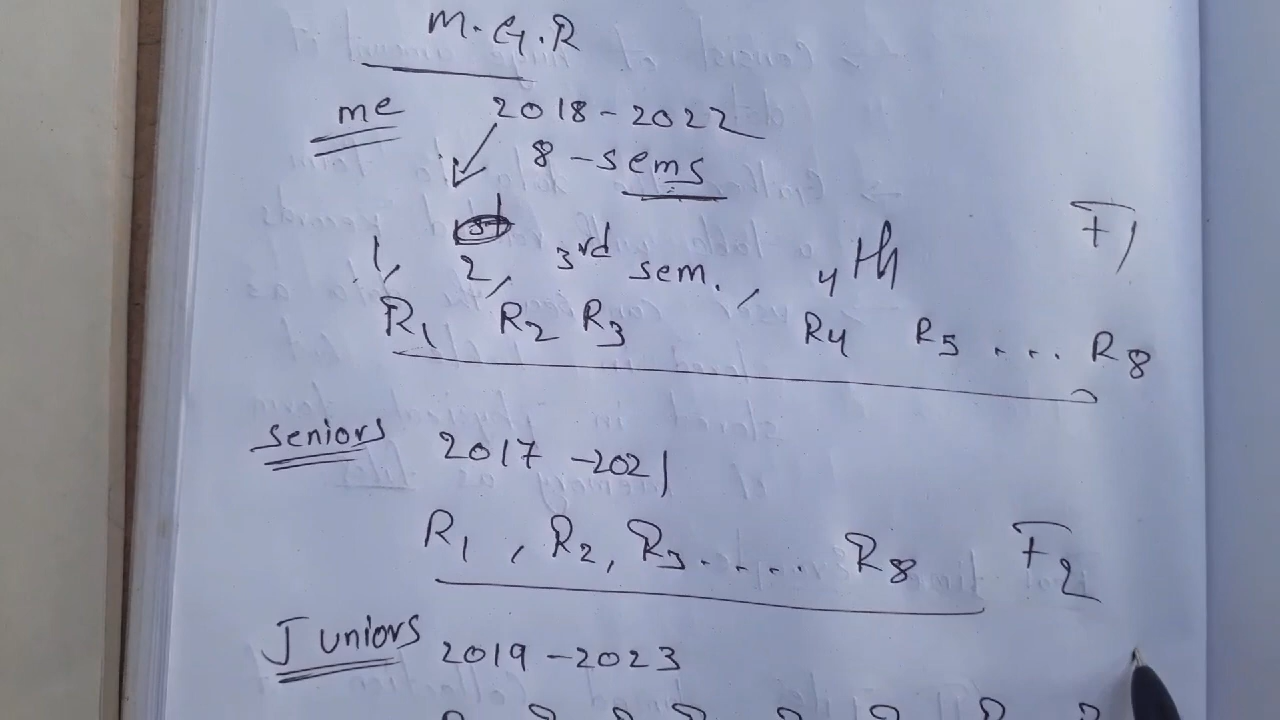 M.G.R
me 2018-2022
8-sems
1, 2, 3rd sem., 4th F1
R1 R2 R3 R4 R5 .... R8
Seniors 2017-2021
R1, R2, R3..... R8 F2
Juniors 2019-2023